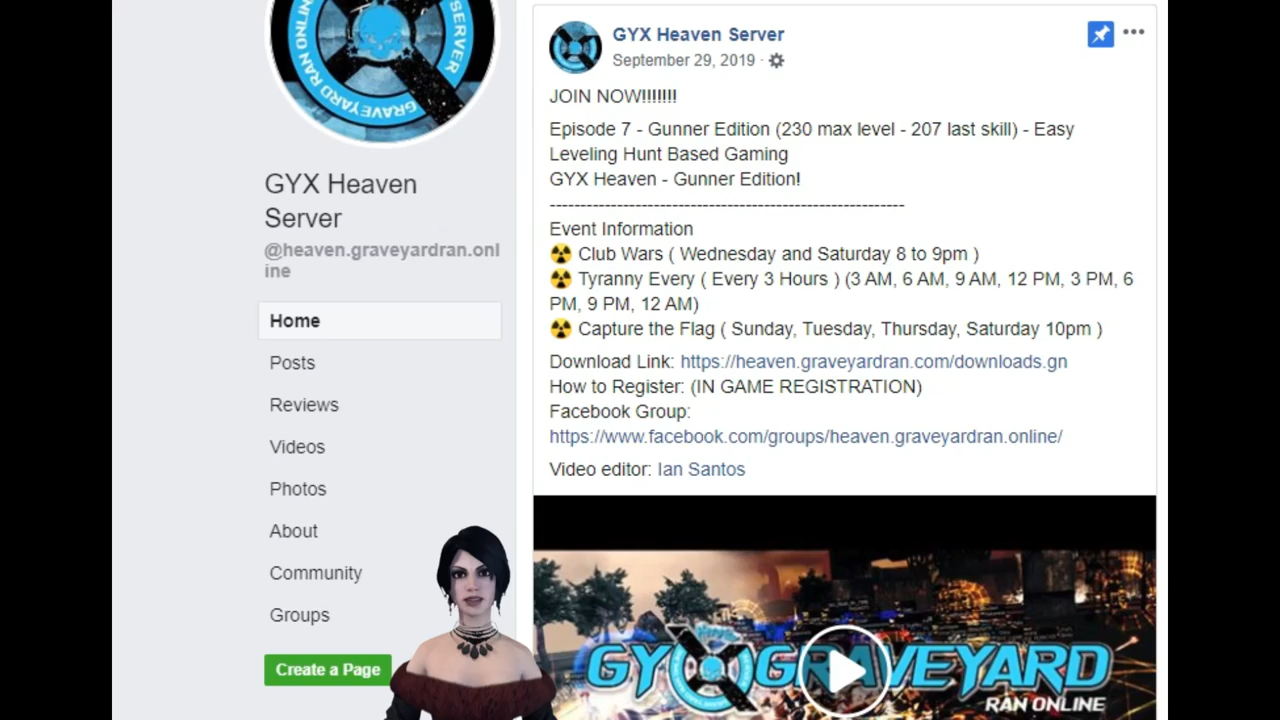 SERVER
GRAVEYARD RAN ONLINE
GYX Heaven
Server
@heaven.graveyardran.onl
ine
Home
Posts
Reviews
Videos
Photos
About
Community
Groups
Create a Page
GYX Heaven Server
September 29, 2019 ·
JOIN NOW!!!!!!!
Episode 7 - Gunner Edition (230 max level - 207 last skill) - Easy
Leveling Hunt Based Gaming
GYX Heaven - Gunner Edition!
-----------------------------------------------------------
Event Information
☢ Club Wars ( Wednesday and Saturday 8 to 9pm )
☢ Tyranny Every ( Every 3 Hours ) (3 AM, 6 AM, 9 AM, 12 PM, 3 PM, 6
PM, 9 PM, 12 AM)
☢ Capture the Flag ( Sunday, Tuesday, Thursday, Saturday 10pm )
Download Link: https://heaven.graveyardran.com/downloads.gn
How to Register: (IN GAME REGISTRATION)
Facebook Group:
https://www.facebook.com/groups/heaven.graveyardran.online/
Video editor: Ian Santos
GYX GRAVEYARD
RAN ONLINE